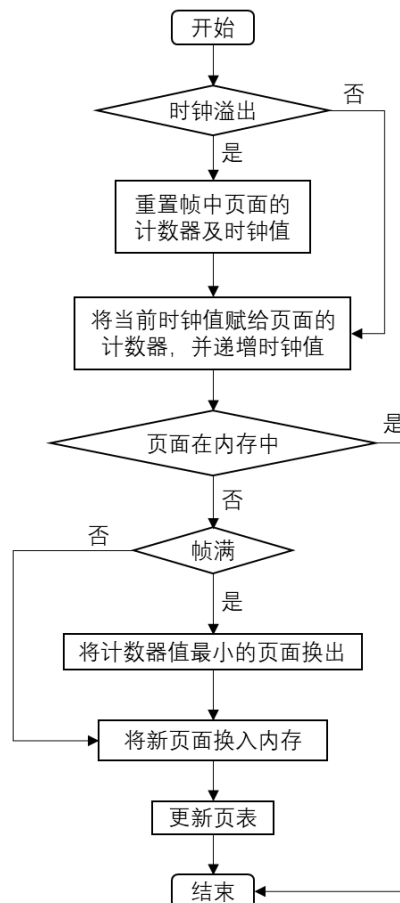 开始
时钟溢出
否
是
重置帧中页面的
计数器及时钟值
将当前时钟值赋给页面的
计数器，并递增时钟值
页面在内存中
是
否
否
帧满
是
将计数器值最小的页面换出
将新页面换入内存
更新页表
结束